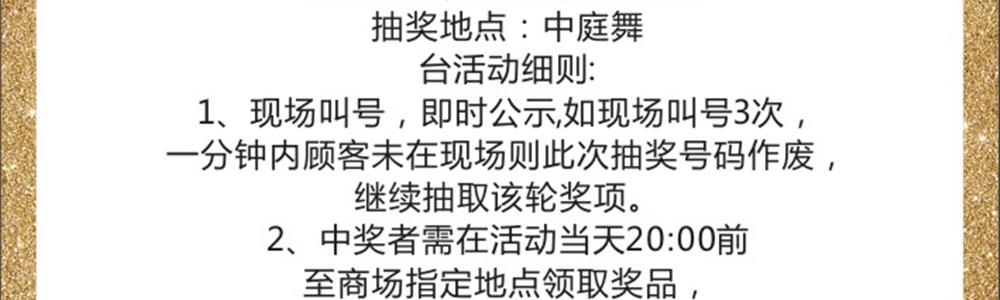 抽奖地点：中庭舞
台活动细则:
1、现场叫号，即时公示,如现场叫号3次，
一分钟内顾客未在现场则此次抽奖号码作废，
继续抽取该轮奖项。
2、中奖者需在活动当天20:00前
至商场指定地点领取奖品，